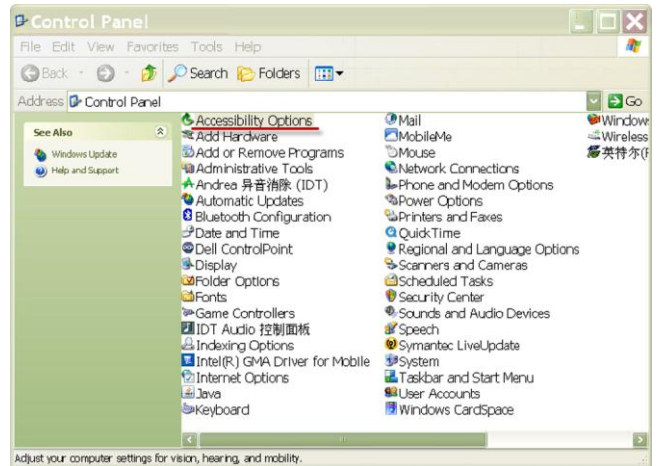 Control Panel
File Edit View Favorites Tools Help
Back Search Folders
Address Control Panel Go
See Also
Windows Update
Help and Support
Accessibility Options
Add Hardware
Add or Remove Programs
Administrative Tools
Andrea 异音消除 (IDT)
Automatic Updates
Bluetooth Configuration
Date and Time
Dell ControlPoint
Display
Folder Options
Fonts
Game Controllers
IDT Audio 控制面板
Indexing Options
Intel(R) GMA Driver for Mobile
Internet Options
Java
Keyboard
Mail
MobileMe
Mouse
Network Connections
Phone and Modem Options
Power Options
Printers and Faxes
QuickTime
Regional and Language Options
Scanners and Cameras
Scheduled Tasks
Security Center
Sounds and Audio Devices
Speech
Symantec LiveUpdate
System
Taskbar and Start Menu
User Accounts
Windows CardSpace
Window
Wireless
英特尔(
Adjust your computer settings for vision, hearing, and mobility.